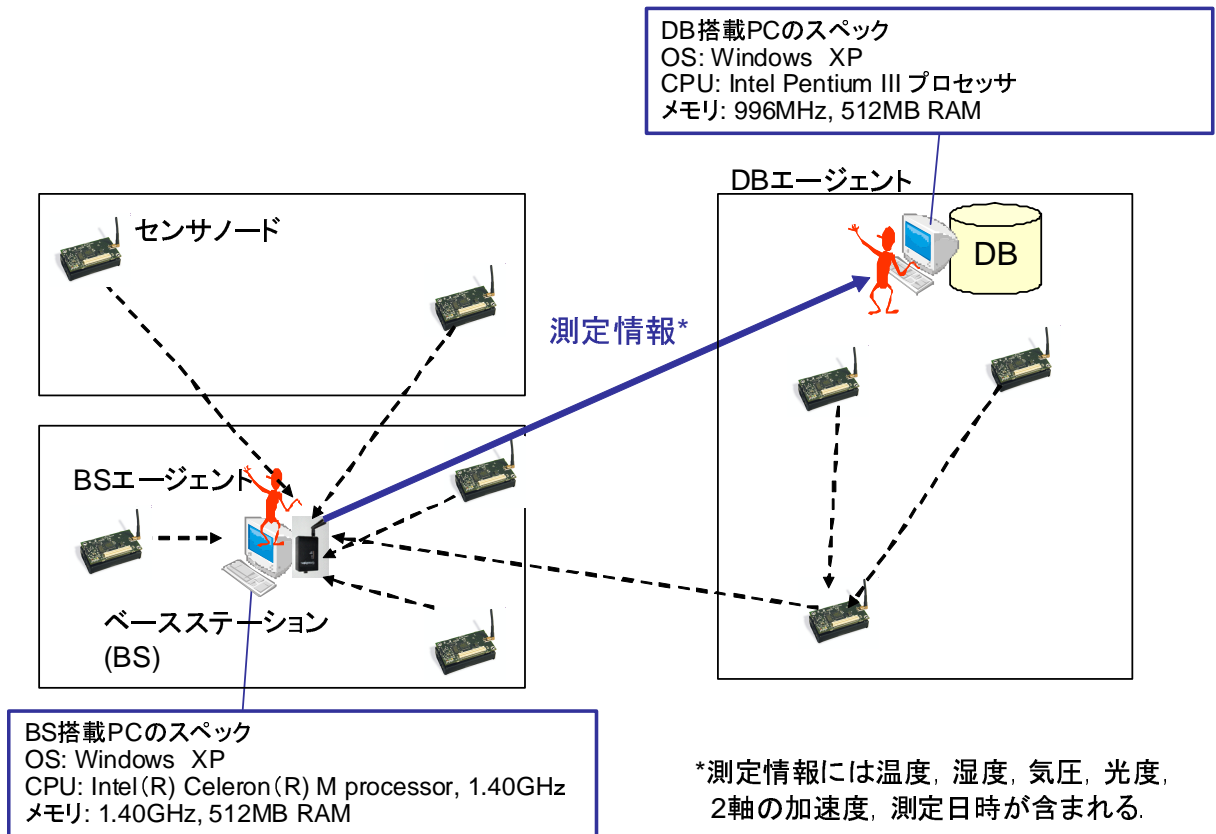 DB搭載PCのスペック
OS: Windows XP
CPU: Intel Pentium III プロセッサ
メモリ: 996MHz, 512MB RAM
DBエージェント
センサノード
DB
測定情報*
BSエージェント
ベースステーション
(BS)
BS搭載PCのスペック
OS: Windows XP
CPU: Intel(R) Celeron(R) M processor, 1.40GHz
メモリ: 1.40GHz, 512MB RAM
*測定情報には温度, 湿度, 気圧, 光度,
2軸の加速度, 測定日時が含まれる.